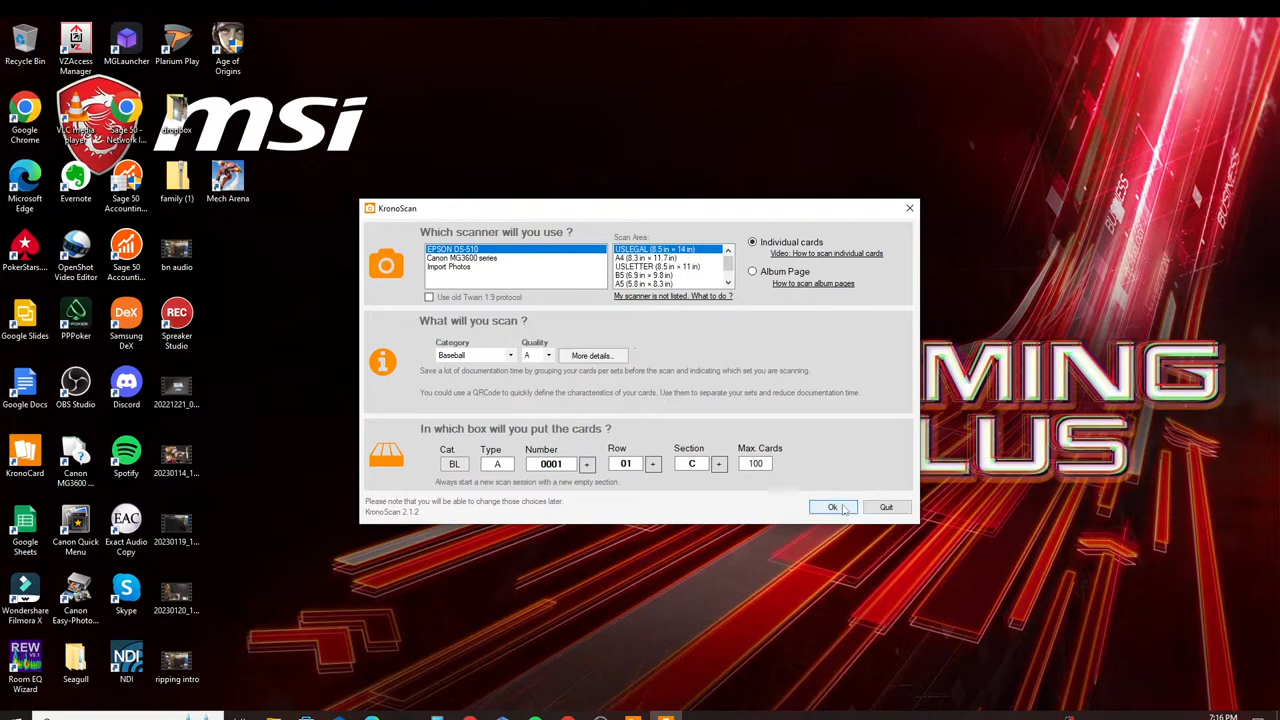 Recycle Bin
VZAccess Manager
MGLauncher
Plarium Play
Age of Origins
msi
Google Chrome
VLC media player
Sage 50 - Network I...
dropbox
Microsoft Edge
Evernote
Sage 50 Accountin...
family (1)
Mech Arena
PokerStars....
OpenShot Video Editor
Sage 50 Accounti...
bn audio
Google Slides
PPPoker
DeX
Samsung DeX
REC
Spreaker Studio
Google Docs
OBS Studio
Discord
20221221_0...
KronoCard
Canon MG3600 ...
Spotify
20230114_1...
Google Sheets
Canon Quick Menu
EAC
Exact Audio Copy
20230119_1...
Wondershare Filmora X
Canon Easy-Photo...
Skype
20230120_1...
REW
Room EQ Wizard
Seagull
NDI
NDI
ripping intro
KronoScan
Which scanner will you use ?
EPSON DS-510
Canon MG3600 series
Import Photos
Use old Twain 1.9 protocol
Scan Area:
USLEGAL (8.5 in × 14 in)
A4 (8.3 in × 11.7 in)
USLETTER (8.5 in × 11 in)
B5 (6.9 in × 9.8 in)
A5 (5.8 in × 8.3 in)
My scanner is not listed. What to do ?
Individual cards
Video: How to scan individual cards
Album Page
How to scan album pages
What will you scan ?
Category Quality
Baseball A More details...
Save a lot of documentation time by grouping your cards per sets before the scan and indicating which set you are scanning.
You could use a QRCode to quickly define the characteristics of your cards. Use them to separate your sets and reduce documentation time.
In which box will you put the cards ?
Cat. Type Number Row Section Max. Cards
BL A 0001 + 01 + C + 100
Always start a new scan session with a new empty section.
Please note that you will be able to change those choices later.
KronoScan 2.1.2
Ok Quit
BUSINESS
BUSINESS
MING
LUS
7:16 PM